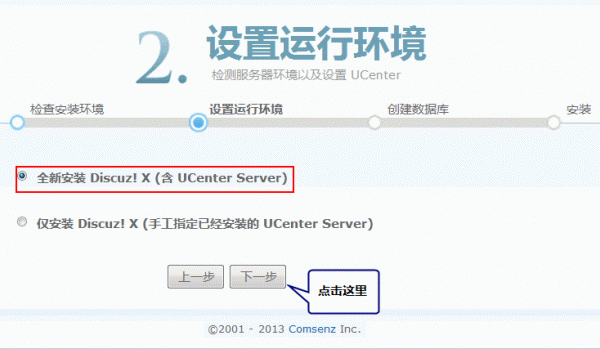 2.
设置运行环境
检测服务器环境以及设置 UCenter
检查安装环境 设置运行环境 创建数据库 安装
全新安装 Discuz! X (含 UCenter Server)
仅安装 Discuz! X (手工指定已经安装的 UCenter Server)
上一步 下一步
点击这里
©2001 - 2013 Comsenz Inc.